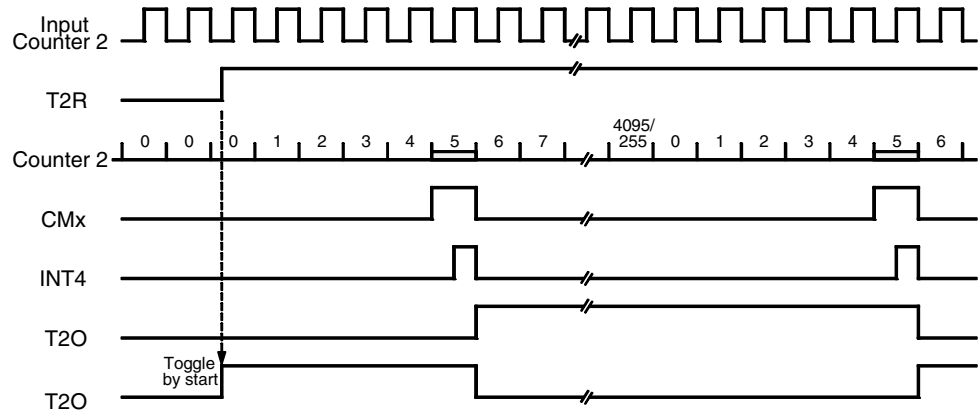 Input
Counter 2
T2R
Counter 2 0 0 0 1 2 3 4 5 6 7 4095/ 255 0 1 2 3 4 5 6
CMx
INT4
T2O
Toggle
by start
T2O